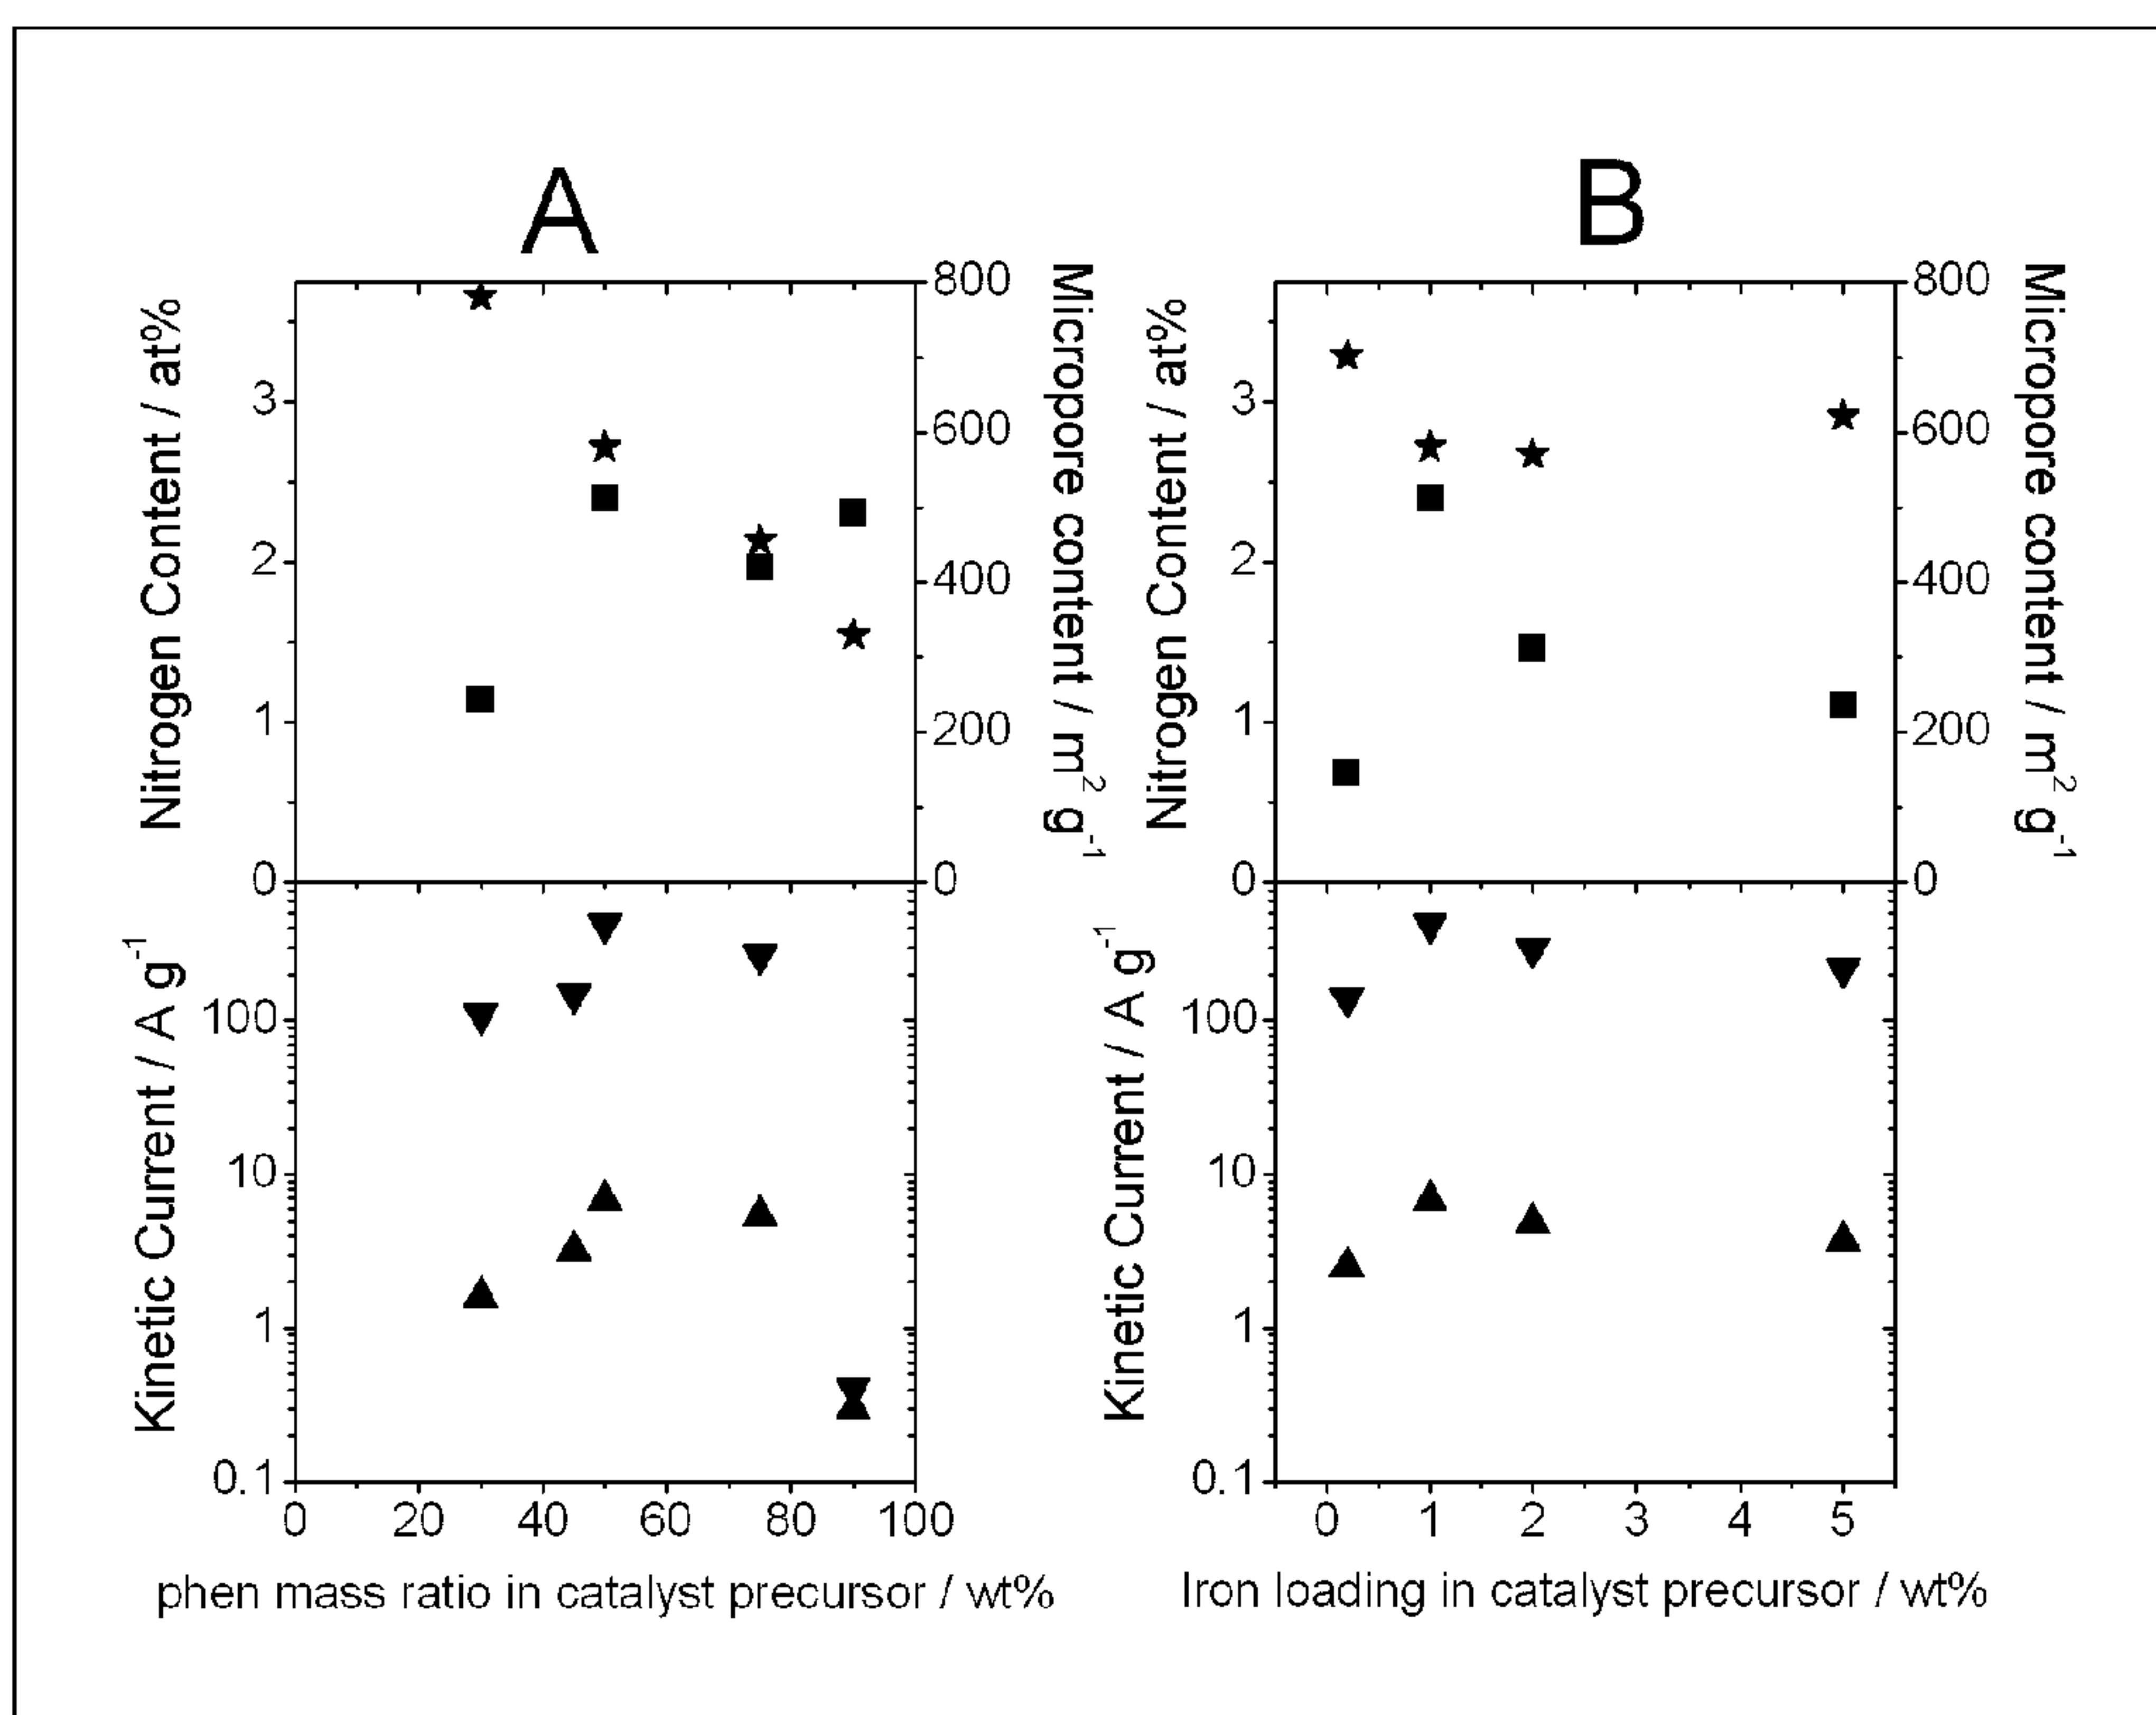 A
B
Nitrogen Content / at%
3
2
1
0
800
600
400
200
0
Micropore content / m² g⁻¹
Nitrogen Content / at%
3
2
1
0
800
600
400
200
0
Micropore content / m² g⁻¹
Kinetic Current / A g⁻¹
100
10
1
0.1
0 20 40 60 80 100
phen mass ratio in catalyst precursor / wt%
Kinetic Current / A g⁻¹
100
10
1
0.1
0 1 2 3 4 5
Iron loading in catalyst precursor / wt%